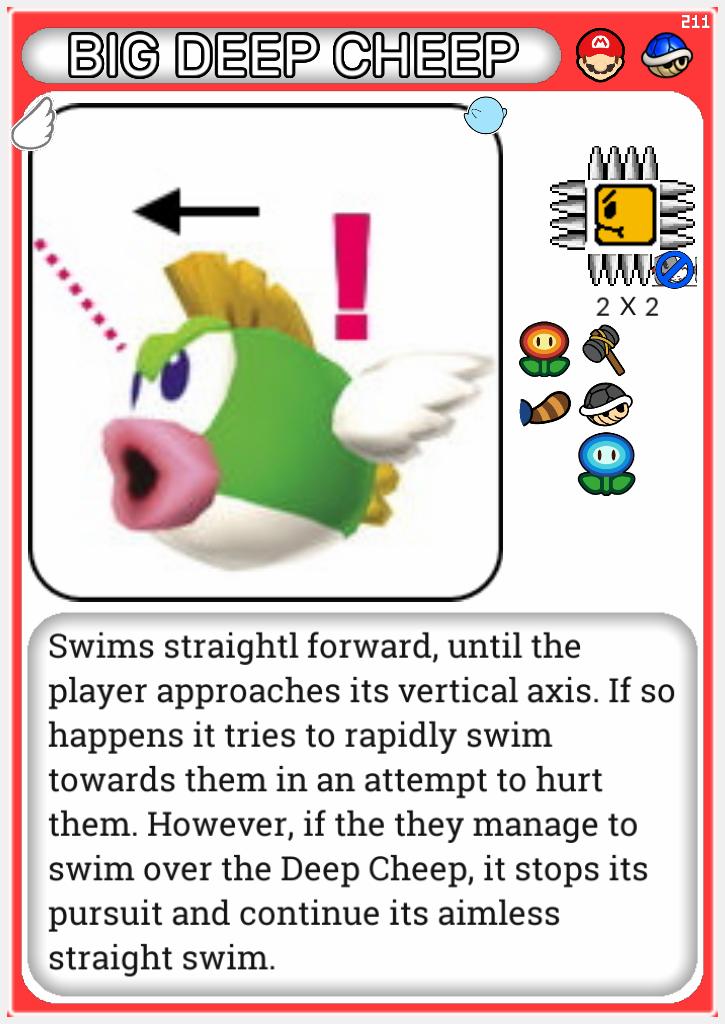 211
BIG DEEP CHEEP
!
2 X 2
Swims straightl forward, until the
player approaches its vertical axis. If so
happens it tries to rapidly swim
towards them in an attempt to hurt
them. However, if the they manage to
swim over the Deep Cheep, it stops its
pursuit and continue its aimless
straight swim.